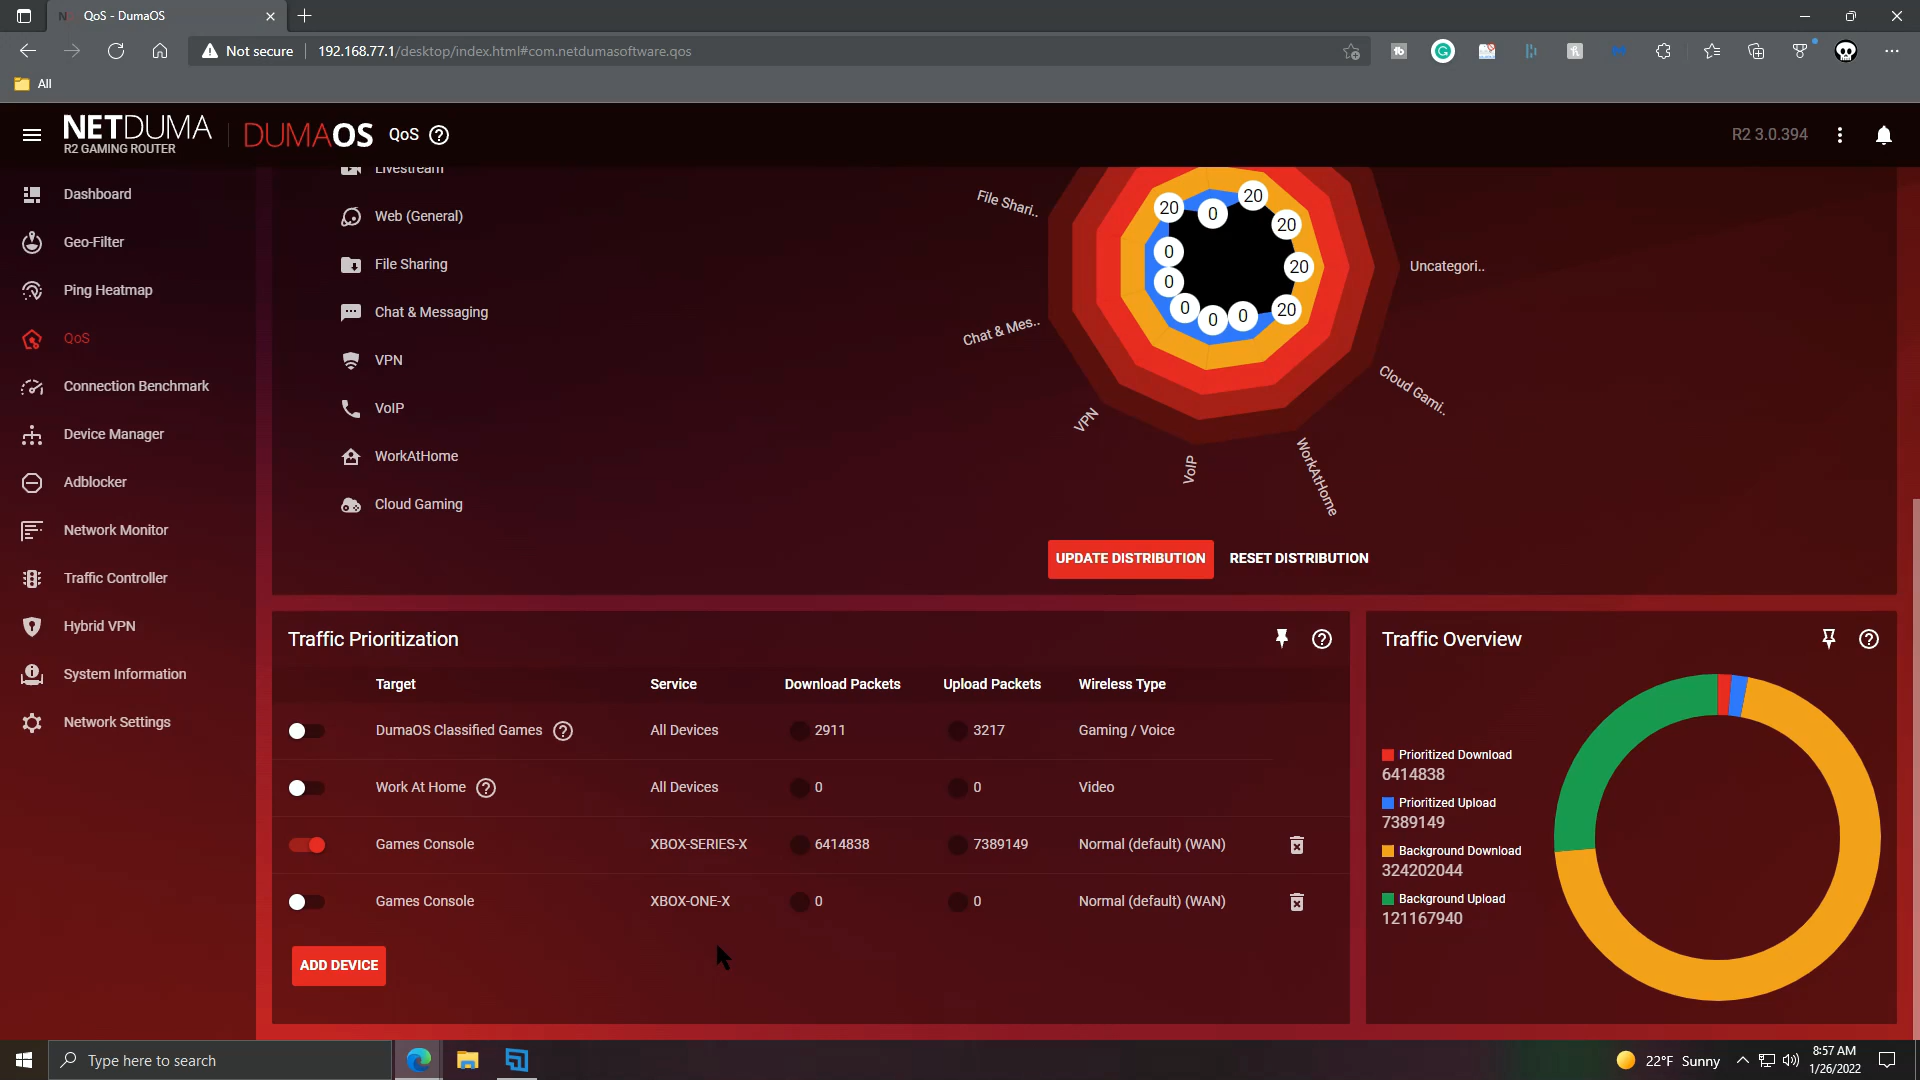 QoS - DumaOS
Not secure
192.168.77.1/desktop/index.html#com.netdumasoftware.qos
All
NETDUMA
R2 GAMING ROUTER
DUMAOS
QoS
R2 3.0.394
Dashboard
Geo-Filter
Ping Heatmap
QoS
Connection Benchmark
Device Manager
Adblocker
Network Monitor
Traffic Controller
Hybrid VPN
System Information
Network Settings
Livestream
Web (General)
File Sharing
Chat & Messaging
VPN
VoIP
WorkAtHome
Cloud Gaming
File Shari..
Chat & Mes..
VPN
VoIP
WorkAtHome
Cloud Gami..
Uncategori..
20
0
20
20
20
20
0
0
0
0
0
UPDATE DISTRIBUTION
RESET DISTRIBUTION
Traffic Prioritization
Target Service Download Packets Upload Packets Wireless Type
DumaOS Classified Games All Devices 2911 3217 Gaming / Voice
Work At Home All Devices 0 0 Video
Games Console XBOX-SERIES-X 6414838 7389149 Normal (default) (WAN)
Games Console XBOX-ONE-X 0 0 Normal (default) (WAN)
ADD DEVICE
Traffic Overview
Prioritized Download
6414838
Prioritized Upload
7389149
Background Download
324202044
Background Upload
121167940
Type here to search
22°F Sunny
8:57 AM
1/26/2022